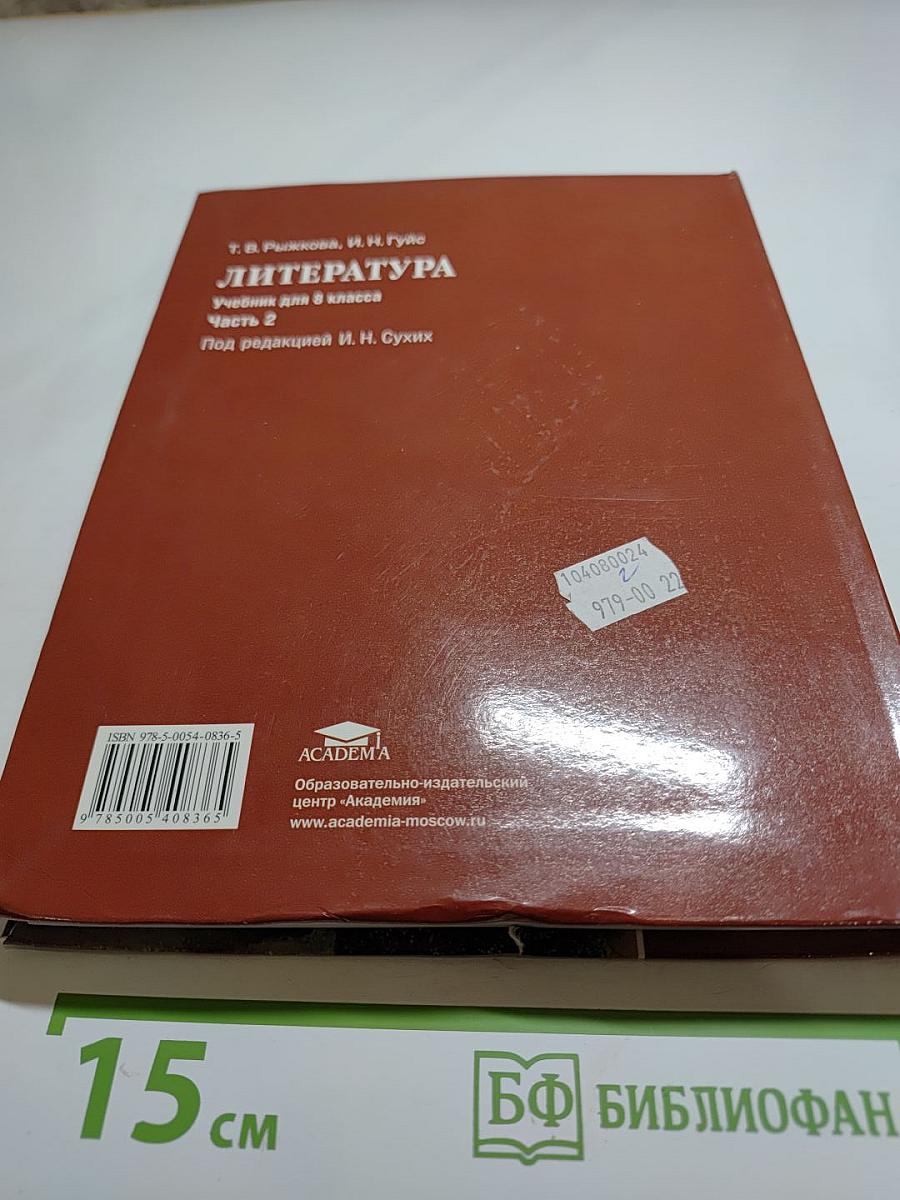 Т. В. Рыжкова, И. Н. Гуйс
ЛИТЕРАТУРА
Учебник для 8 класса
Часть 2
Под редакцией И. Н. Сухих
104080024
2
979-00 22
ISBN 978-5-0054-0836-5
9 785005 408365
ACADEMA
Образовательно-издательский
центр «Академия»
www.academia-moscow.ru
15 см
БФ БИБЛИОФАН